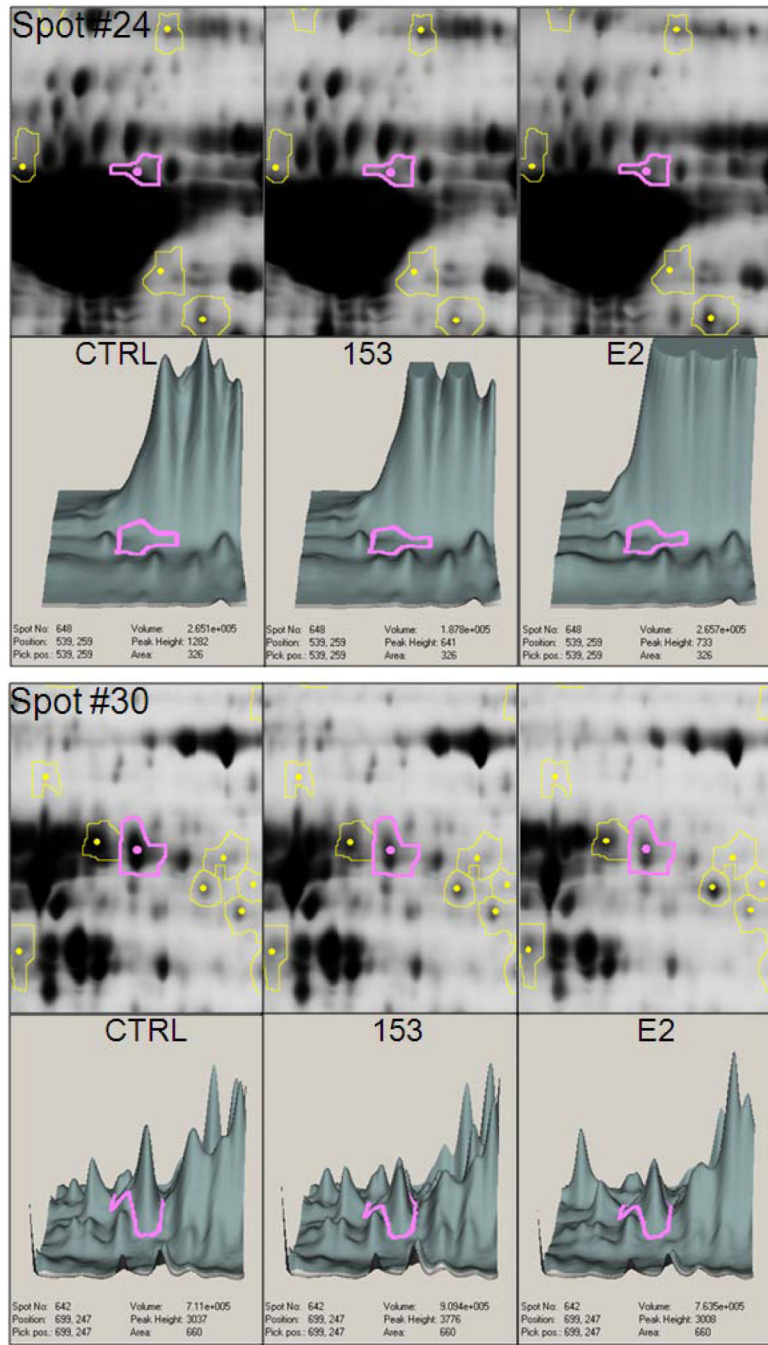 Spot #24
CTRL 153 E2
Spot No: 648 Volume: 2.651e+005 Spot No: 648 Volume: 1.878e+005 Spot No: 648 Volume: 2.657e+005
Position: 539, 259 Peak Height: 1282 Position: 539, 259 Peak Height: 641 Position: 539, 259 Peak Height: 733
Pick pos.: 539, 259 Area: 326 Pick pos.: 539, 259 Area: 326 Pick pos.: 539, 259 Area: 326
Spot #30
CTRL 153 E2
Spot No: 642 Volume: 7.11e+005 Spot No: 642 Volume: 9.094e+005 Spot No: 642 Volume: 7.635e+005
Position: 699, 247 Peak Height: 3037 Position: 699, 247 Peak Height: 3776 Position: 699, 247 Peak Height: 3008
Pick pos.: 699, 247 Area: 660 Pick pos.: 699, 247 Area: 660 Pick pos.: 699, 247 Area: 660